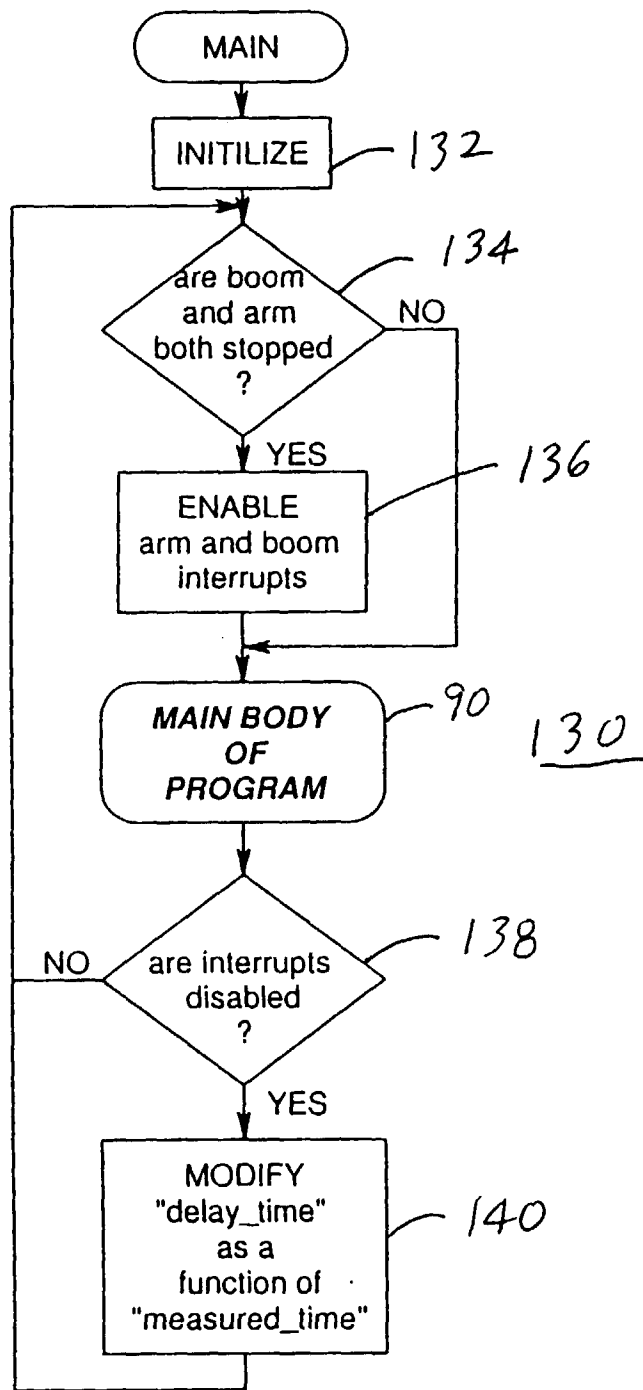 MAIN
INITILIZE
132
134
are boom
and arm
both stopped
?
NO
YES
136
ENABLE
arm and boom
interrupts
90
MAIN BODY
OF
PROGRAM
130
138
NO
are interrupts
disabled
?
YES
MODIFY
"delay_time"
as a
function of
"measured_time"
140